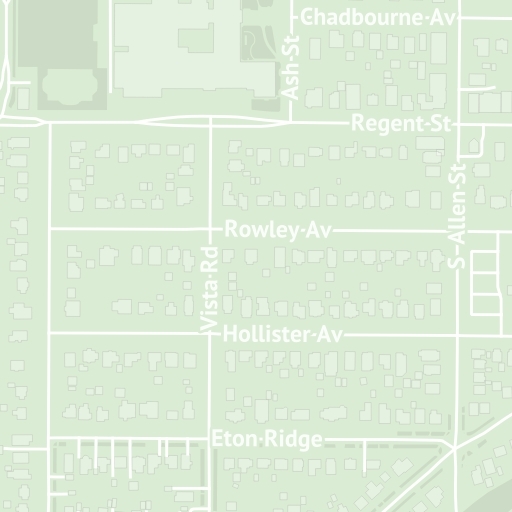 Chadbourne Av
Ash St
Regent St
S Allen St
Rowley Av
Vista Rd
Hollister Av
Eton Ridge